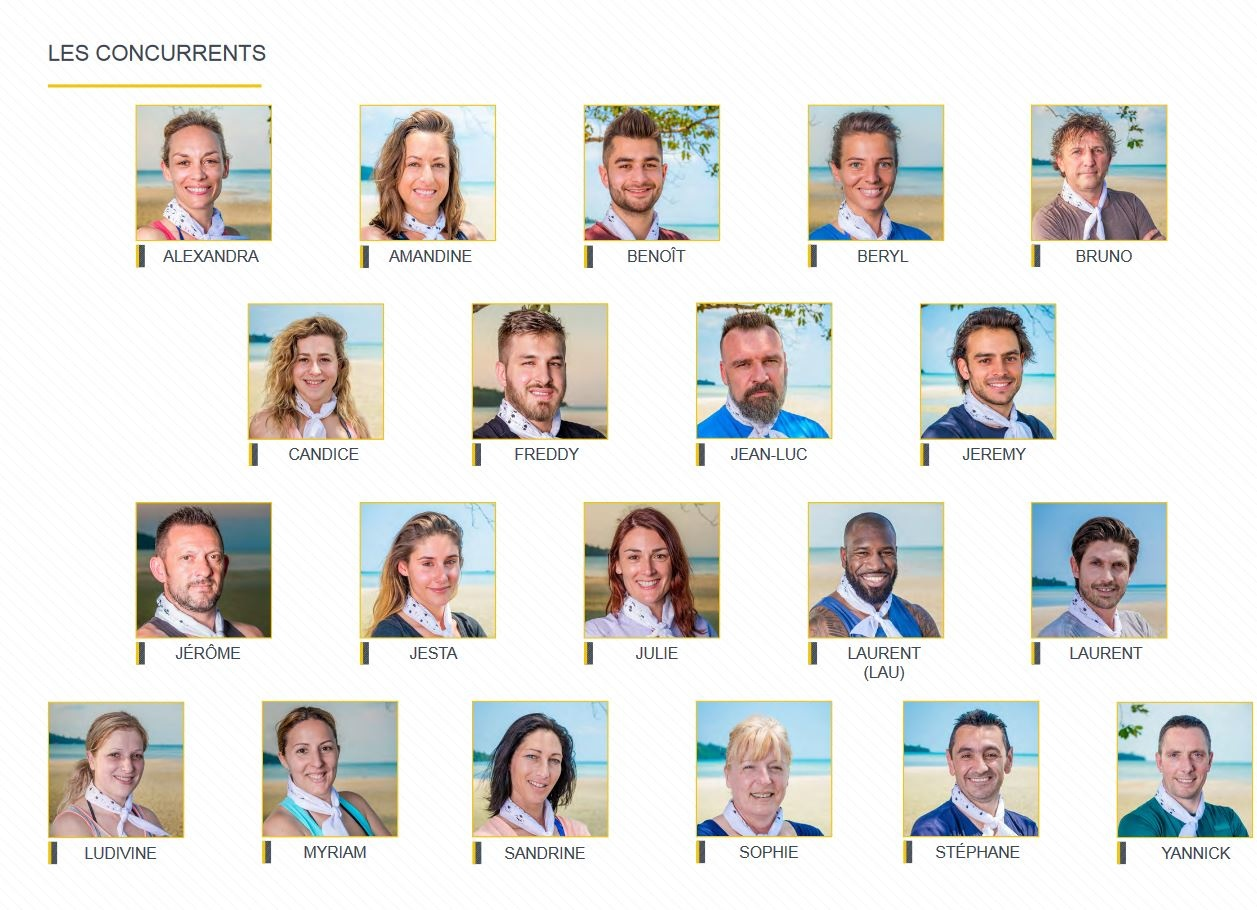 LES CONCURRENTS
ALEXANDRA
AMANDINE
BENOÎT
BERYL
BRUNO
CANDICE
FREDDY
JEAN-LUC
JEREMY
JÉRÔME
JESTA
JULIE
LAURENT
(LAU)
LAURENT
LUDIVINE
MYRIAM
SANDRINE
SOPHIE
STÉPHANE
YANNICK